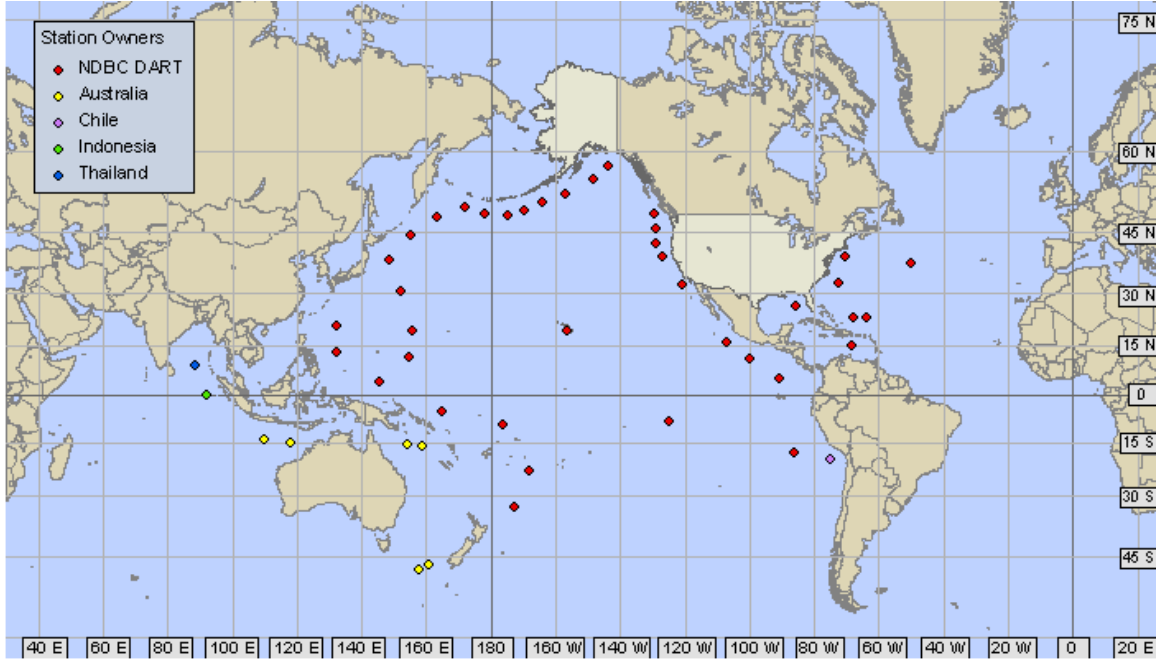 Station Owners
NDBC DART
Australia
Chile
Indonesia
Thailand
75 N
60 N
45 N
30 N
15 N
0
15 S
30 S
45 S
40 E
60 E
80 E
100 E
120 E
140 E
160 E
180
160 W
140 W
120 W
100 W
80 W
60 W
40 W
20 W
0
20 E